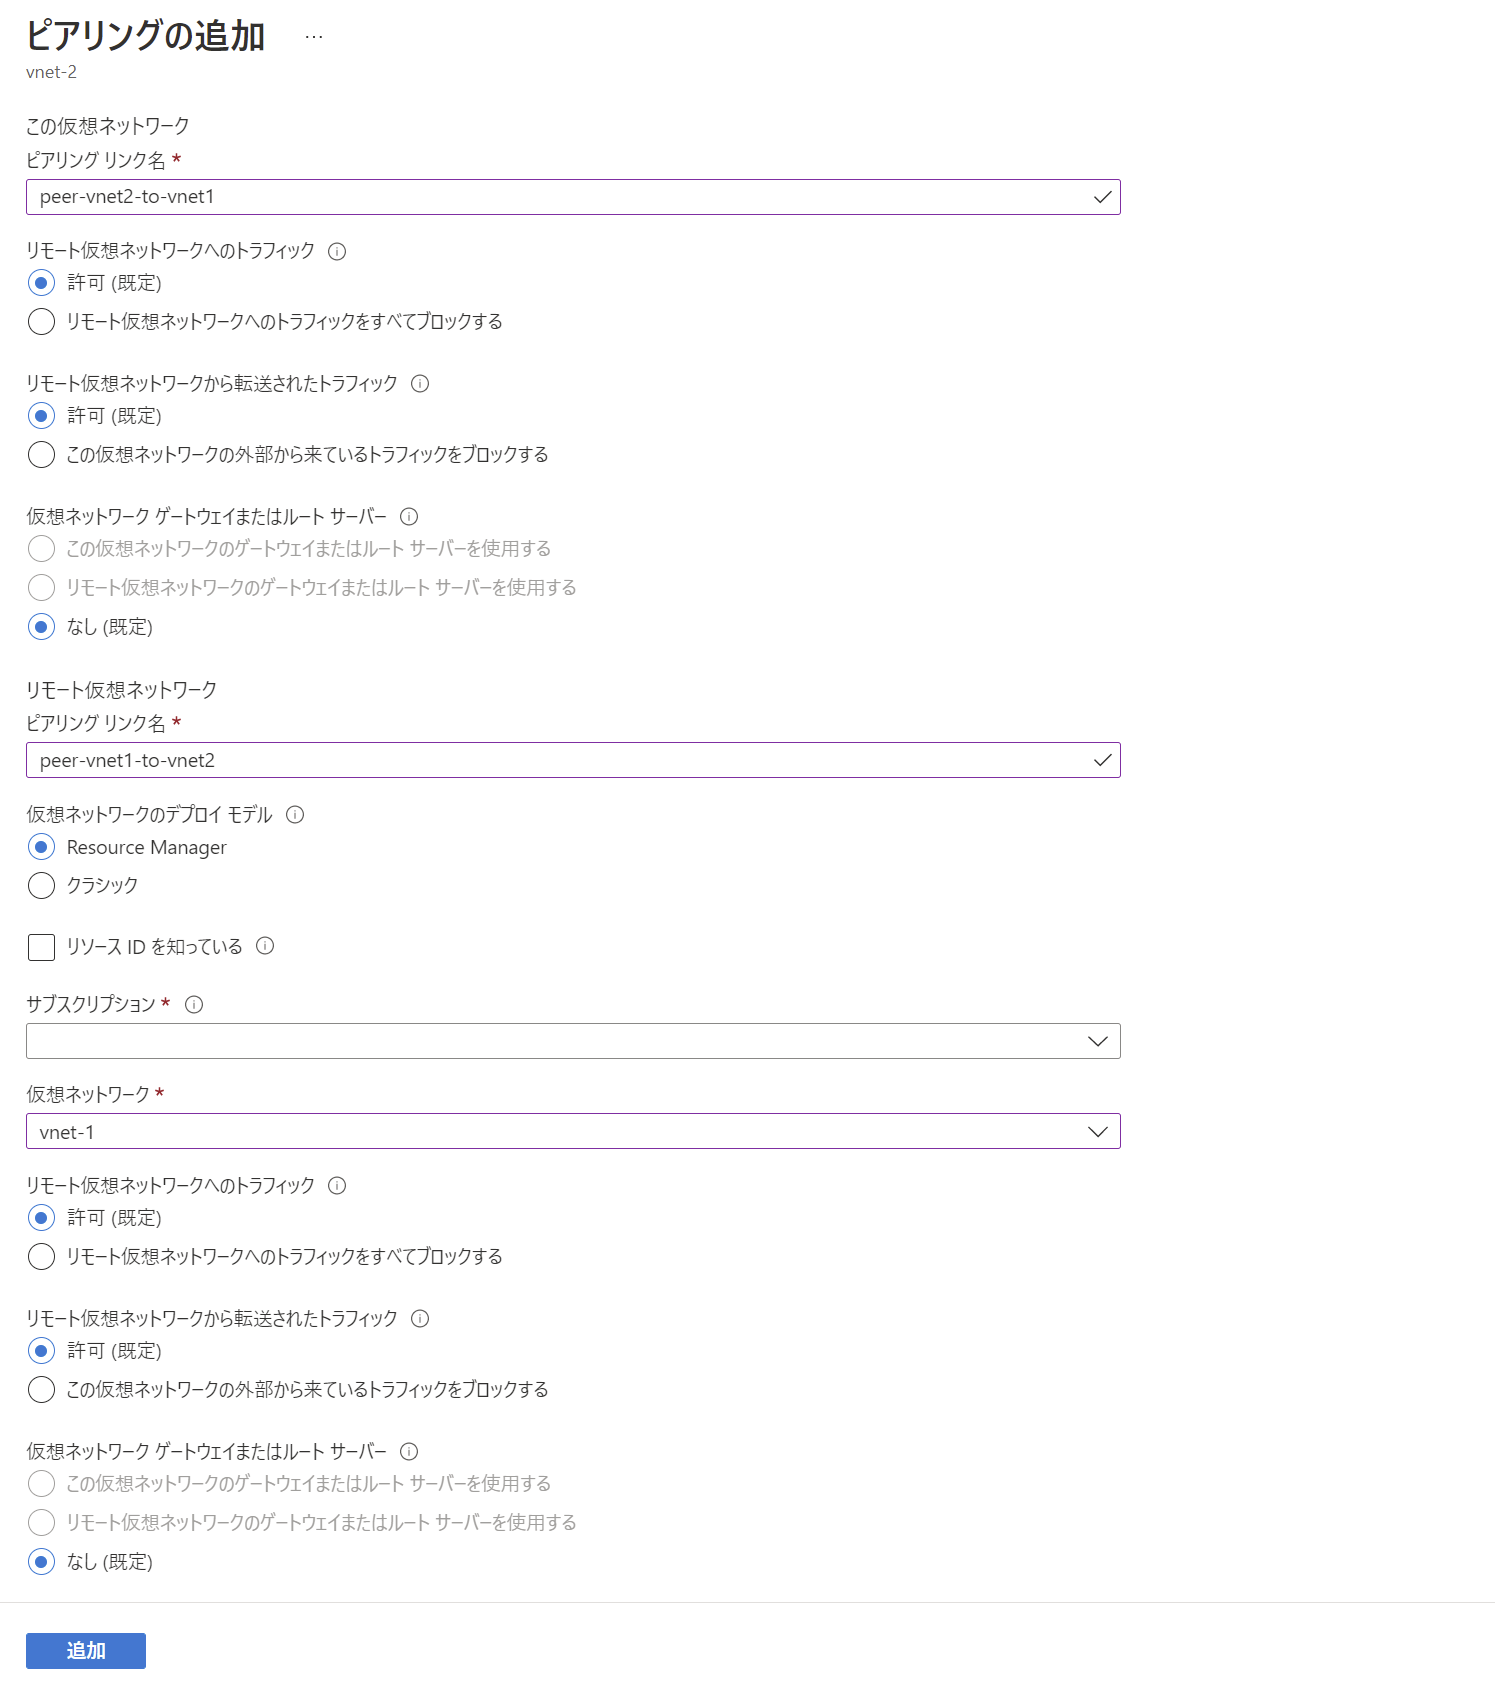 ピアリングの追加 …
vnet-2
この仮想ネットワーク
ピアリング リンク名 *
peer-vnet2-to-vnet1
リモート仮想ネットワークへのトラフィック
許可 (既定)
リモート仮想ネットワークへのトラフィックをすべてブロックする
リモート仮想ネットワークから転送されたトラフィック
許可 (既定)
この仮想ネットワークの外部から来ているトラフィックをブロックする
仮想ネットワーク ゲートウェイまたはルート サーバー
この仮想ネットワークのゲートウェイまたはルート サーバーを使用する
リモート仮想ネットワークのゲートウェイまたはルート サーバーを使用する
なし (既定)
リモート仮想ネットワーク
ピアリング リンク名 *
peer-vnet1-to-vnet2
仮想ネットワークのデプロイ モデル
Resource Manager
クラシック
リソース ID を知っている
サブスクリプション *
仮想ネットワーク *
vnet-1
リモート仮想ネットワークへのトラフィック
許可 (既定)
リモート仮想ネットワークへのトラフィックをすべてブロックする
リモート仮想ネットワークから転送されたトラフィック
許可 (既定)
この仮想ネットワークの外部から来ているトラフィックをブロックする
仮想ネットワーク ゲートウェイまたはルート サーバー
この仮想ネットワークのゲートウェイまたはルート サーバーを使用する
リモート仮想ネットワークのゲートウェイまたはルート サーバーを使用する
なし (既定)
追加